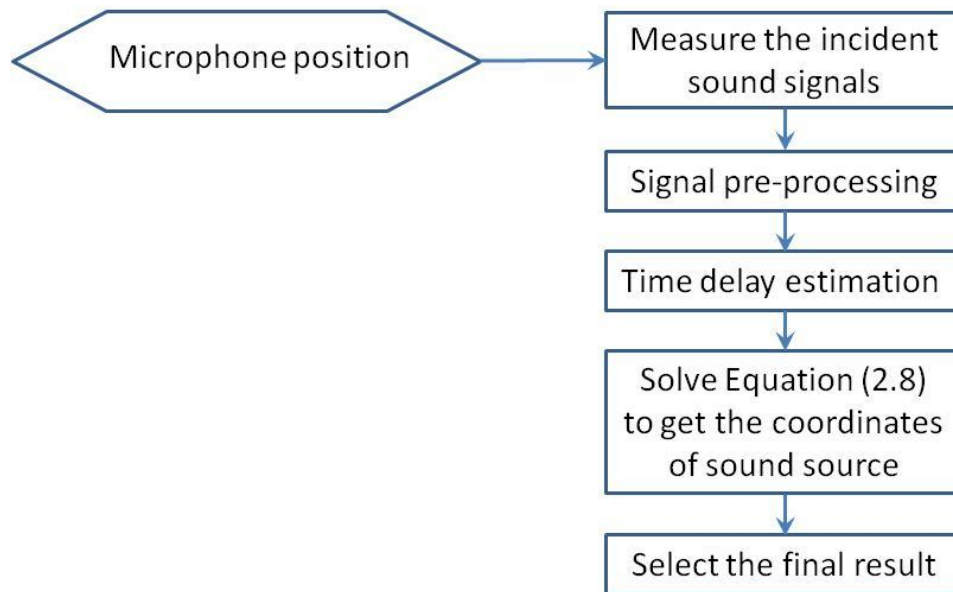 Microphone position
Measure the incident
sound signals
Signal pre-processing
Time delay estimation
Solve Equation (2.8)
to get the coordinates
of sound source
Select the final result